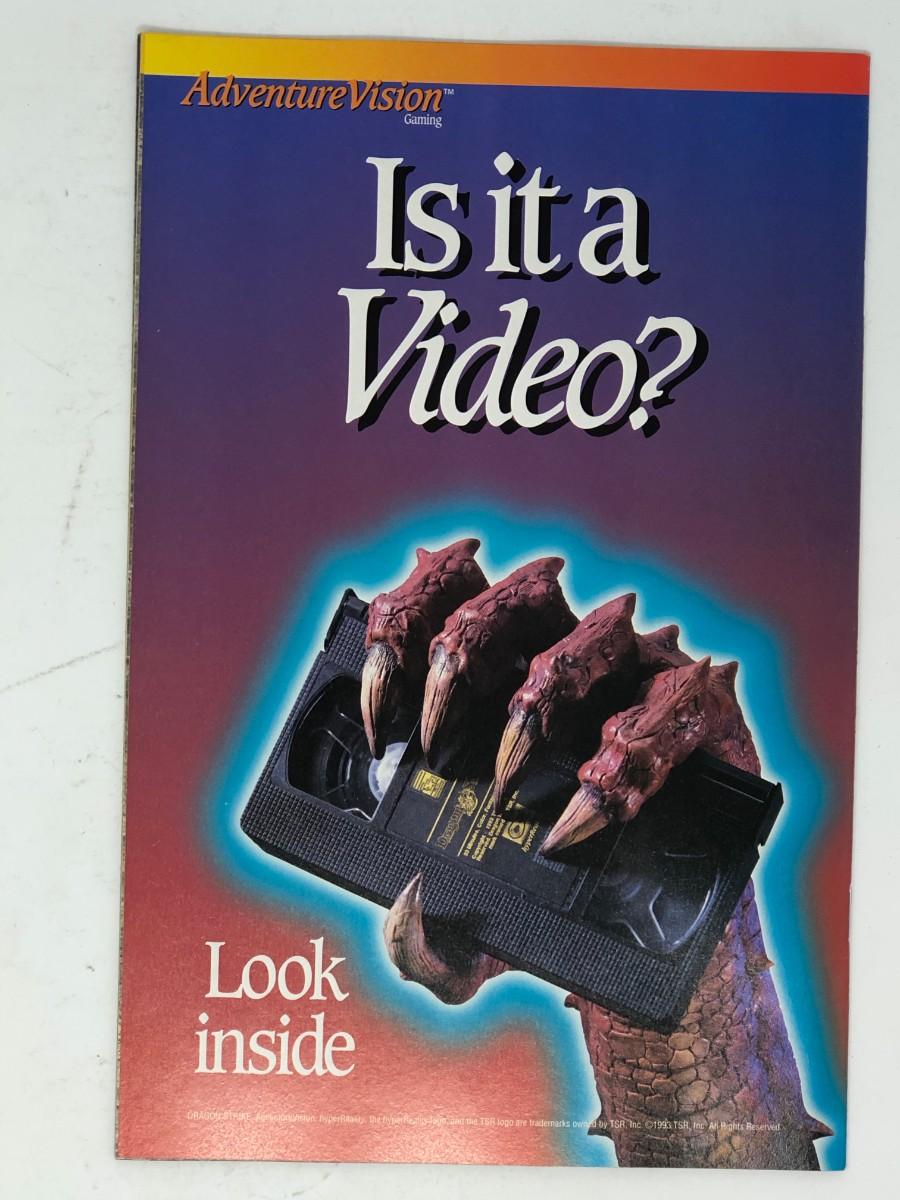 AdventureVision™
Gaming
Is it a
Video?
Look
inside
DRAGON STRIKE, hyperReality, the hyperReality logo, and the TSR logo are trademarks owned by TSR, Inc. ©1993 TSR, Inc. All Rights Reserved.